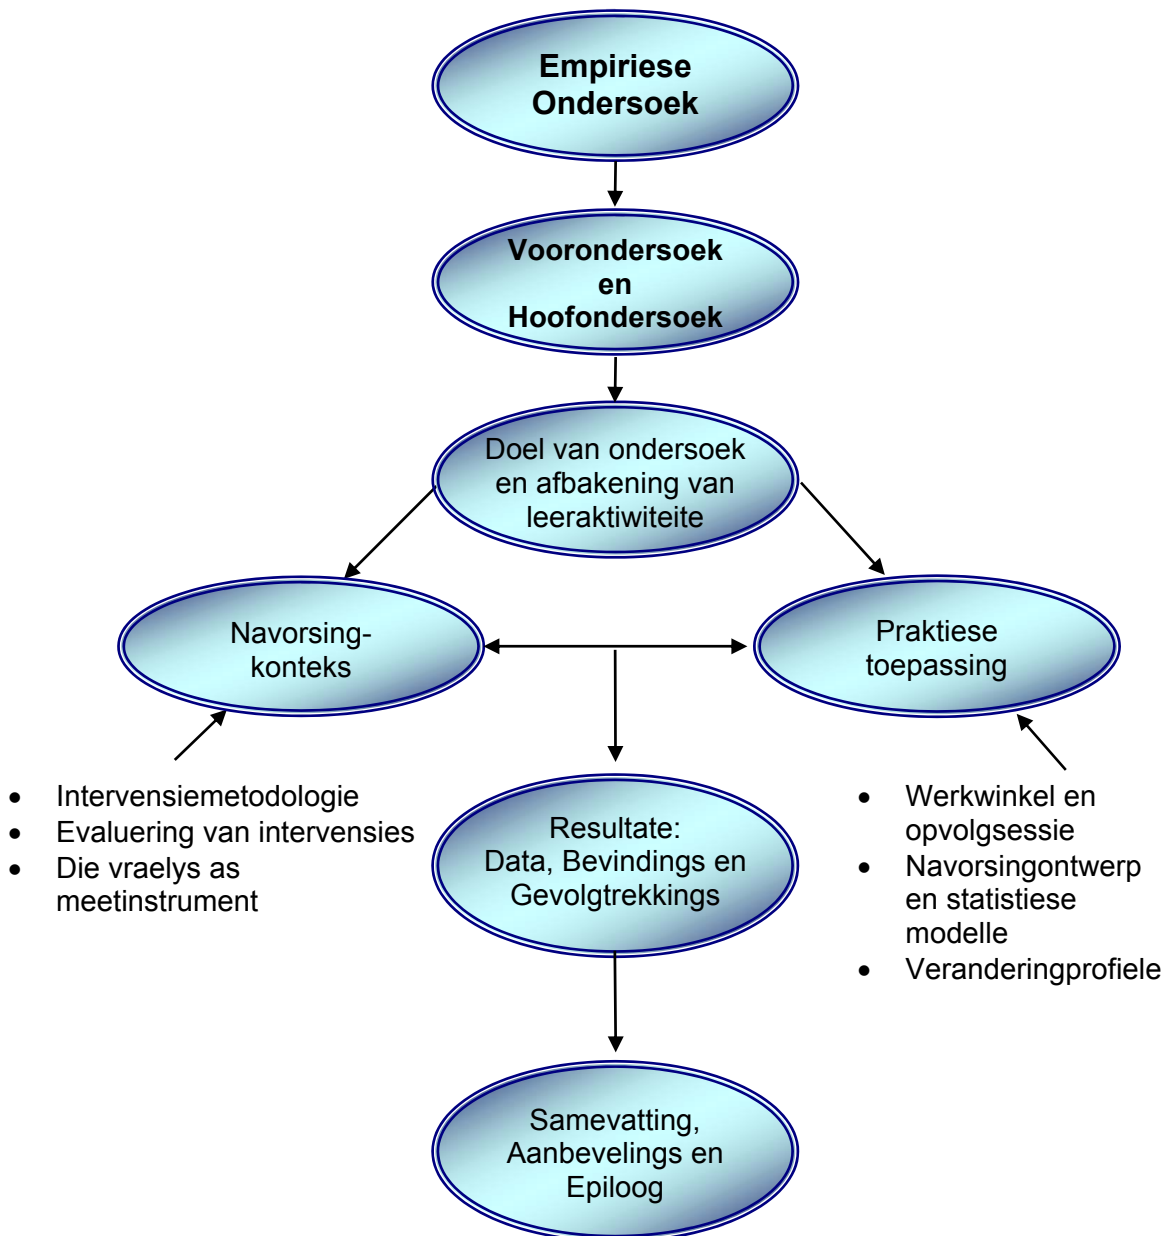 Empiriese
Ondersoek
Voorondersoek
en
Hoofondersoek
Doel van ondersoek
en afbakening van
leeraktiwiteite
Navorsing-
konteks
Praktiese
toepassing
• Intervensiemetodologie
• Evaluering van intervensies
• Die vraelys as
meetinstrument
Resultate:
Data, Bevindings en
Gevolgtrekkings
• Werkwinkel en
opvolgsessie
• Navorsingontwerp
en statistiese
modelle
• Veranderingprofiele
Samevatting,
Aanbevelings en
Epiloog